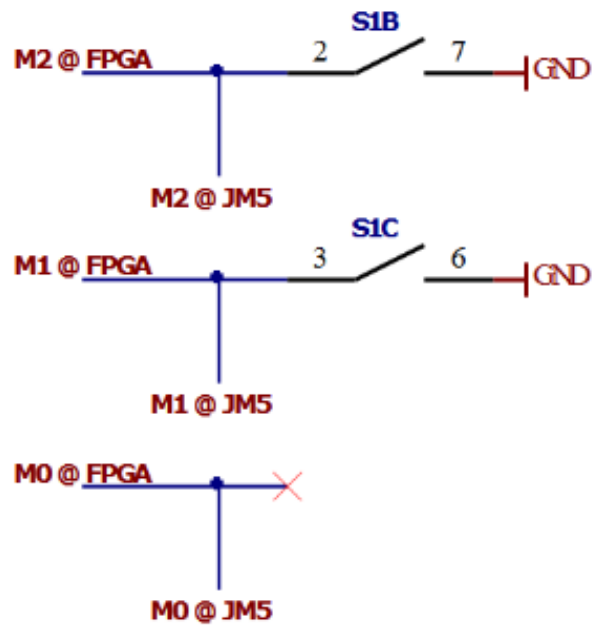 S1B
M2 @ FPGA 2 7 GND
M2 @ JM5
S1C
M1 @ FPGA 3 6 GND
M1 @ JM5
M0 @ FPGA
M0 @ JM5